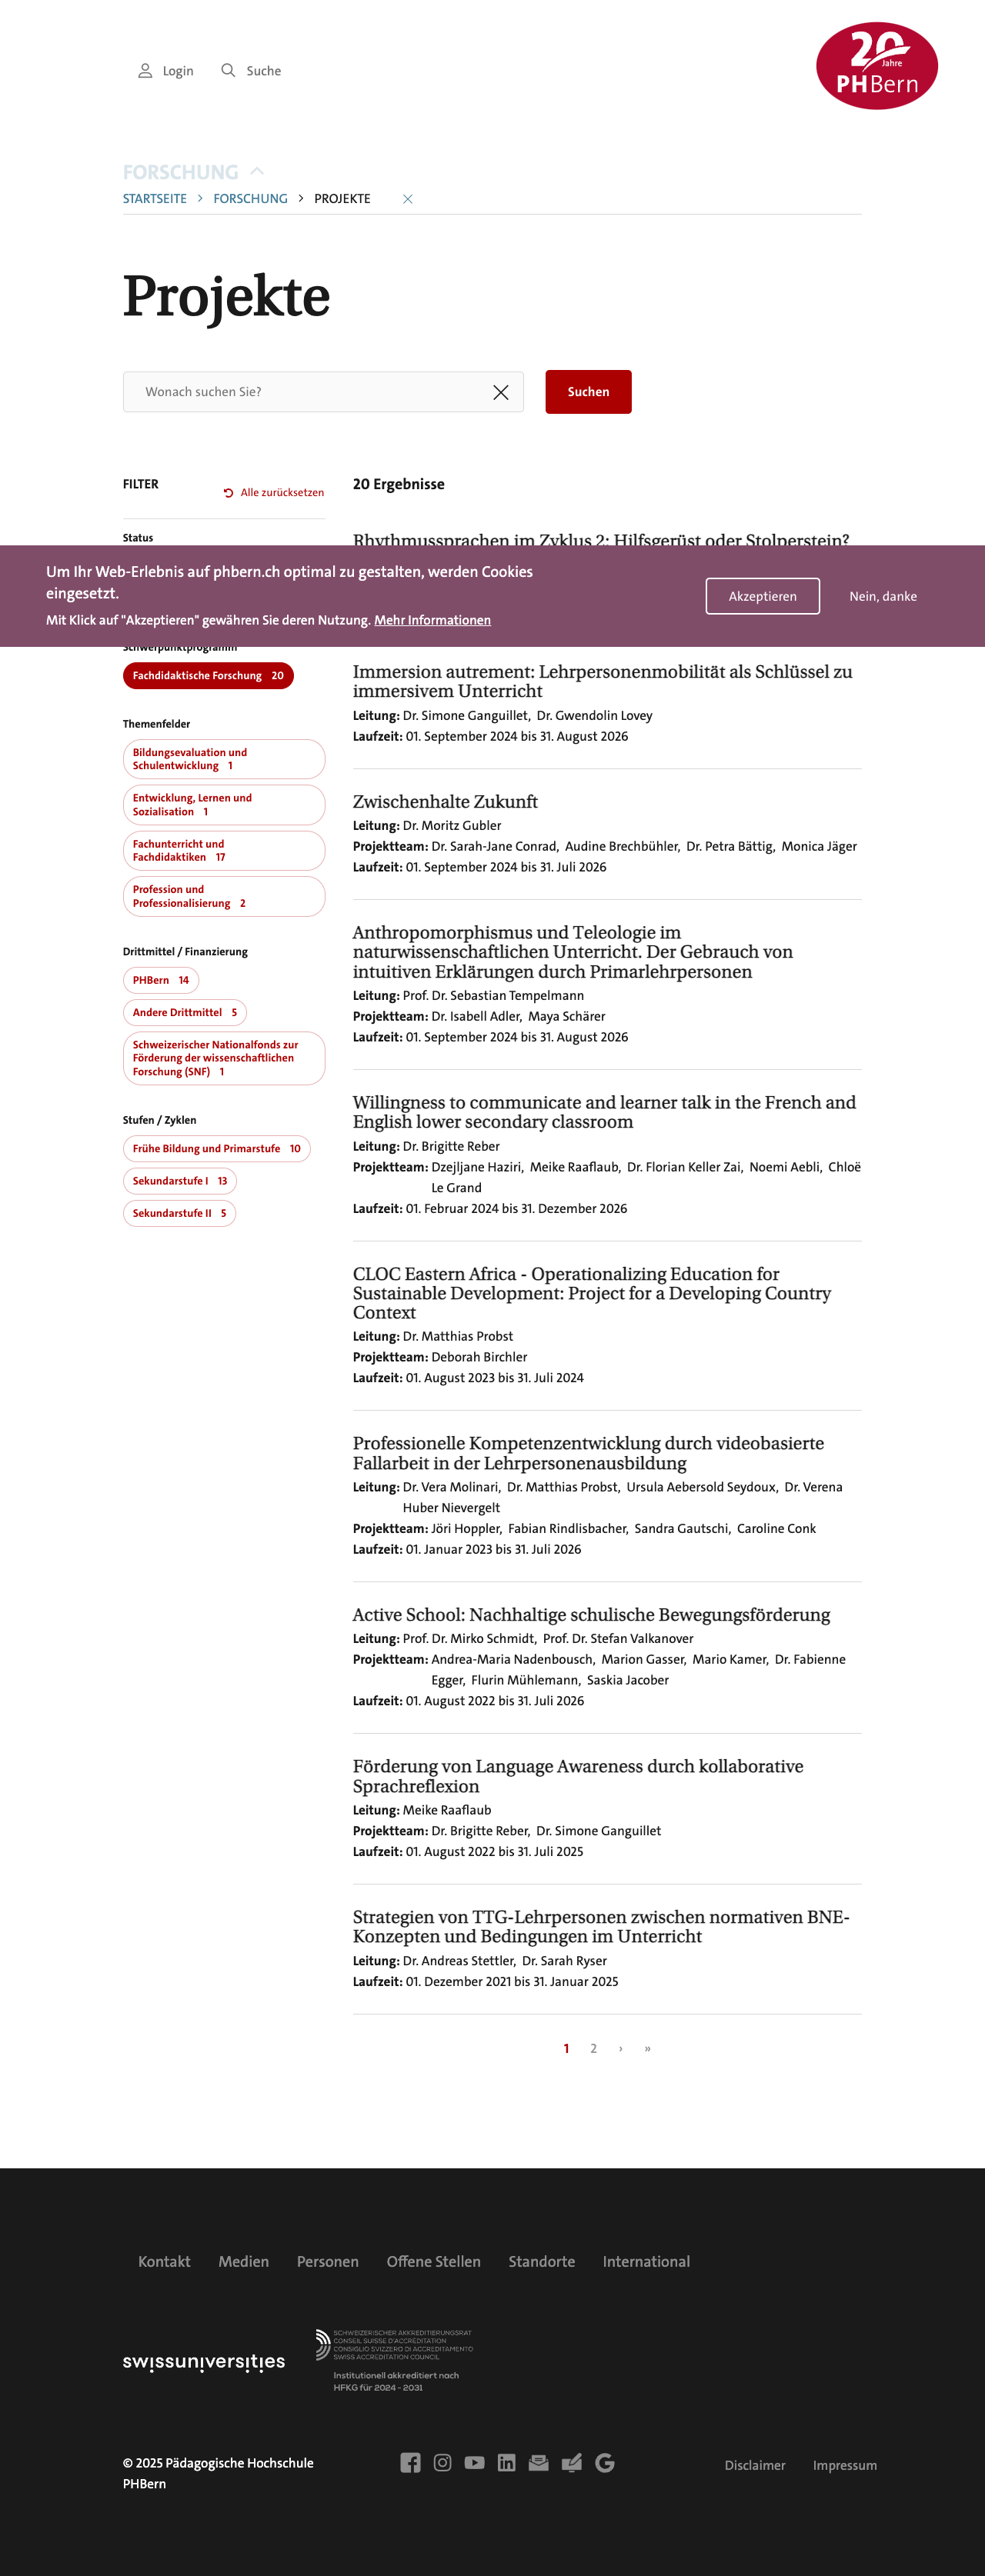 Login
Suche
20
Jahre
PHBern
FORSCHUNG
STARTSEITE
FORSCHUNG
PROJEKTE
Projekte
Wonach suchen Sie?
Suchen
FILTER
Alle zurücksetzen
20 Ergebnisse
Status
Rhythmussprachen im Zyklus 2: Hilfsgerüst oder Stolperstein?
Um Ihr Web-Erlebnis auf phbern.ch optimal zu gestalten, werden Cookies
eingesetzt.
Mit Klick auf "Akzeptieren" gewähren Sie deren Nutzung. Mehr Informationen
Akzeptieren
Nein, danke
Schwerpunktprogramm
Fachdidaktische Forschung 20
Themenfelder
Bildungsevaluation und
Schulentwicklung 1
Entwicklung, Lernen und
Sozialisation 1
Fachunterricht und
Fachdidaktiken 17
Profession und
Professionalisierung 2
Drittmittel / Finanzierung
PHBern 14
Andere Drittmittel 5
Schweizerischer Nationalfonds zur
Förderung der wissenschaftlichen
Forschung (SNF) 1
Stufen / Zyklen
Frühe Bildung und Primarstufe 10
Sekundarstufe I 13
Sekundarstufe II 5
Immersion autrement: Lehrpersonenmobilität als Schlüssel zu
immersivem Unterricht
Leitung: Dr. Simone Ganguillet, Dr. Gwendolin Lovey
Laufzeit: 01. September 2024 bis 31. August 2026
Zwischenhalte Zukunft
Leitung: Dr. Moritz Gubler
Projektteam: Dr. Sarah-Jane Conrad, Audine Brechbühler, Dr. Petra Bättig, Monica Jäger
Laufzeit: 01. September 2024 bis 31. Juli 2026
Anthropomorphismus und Teleologie im
naturwissenschaftlichen Unterricht. Der Gebrauch von
intuitiven Erklärungen durch Primarlehrpersonen
Leitung: Prof. Dr. Sebastian Tempelmann
Projektteam: Dr. Isabell Adler, Maya Schärer
Laufzeit: 01. September 2024 bis 31. August 2026
Willingness to communicate and learner talk in the French and
English lower secondary classroom
Leitung: Dr. Brigitte Reber
Projektteam: Dzejljane Haziri, Meike Raaflaub, Dr. Florian Keller Zai, Noemi Aebli, Chloë
Le Grand
Laufzeit: 01. Februar 2024 bis 31. Dezember 2026
CLOC Eastern Africa - Operationalizing Education for
Sustainable Development: Project for a Developing Country
Context
Leitung: Dr. Matthias Probst
Projektteam: Deborah Birchler
Laufzeit: 01. August 2023 bis 31. Juli 2024
Professionelle Kompetenzentwicklung durch videobasierte
Fallarbeit in der Lehrpersonenausbildung
Leitung: Dr. Vera Molinari, Dr. Matthias Probst, Ursula Aebersold Seydoux, Dr. Verena
Huber Nievergelt
Projektteam: Jöri Hoppler, Fabian Rindlisbacher, Sandra Gautschi, Caroline Conk
Laufzeit: 01. Januar 2023 bis 31. Juli 2026
Active School: Nachhaltige schulische Bewegungsförderung
Leitung: Prof. Dr. Mirko Schmidt, Prof. Dr. Stefan Valkanover
Projektteam: Andrea-Maria Nadenbousch, Marion Gasser, Mario Kamer, Dr. Fabienne
Egger, Flurin Mühlemann, Saskia Jacober
Laufzeit: 01. August 2022 bis 31. Juli 2026
Förderung von Language Awareness durch kollaborative
Sprachreflexion
Leitung: Meike Raaflaub
Projektteam: Dr. Brigitte Reber, Dr. Simone Ganguillet
Laufzeit: 01. August 2022 bis 31. Juli 2025
Strategien von TTG-Lehrpersonen zwischen normativen BNE-
Konzepten und Bedingungen im Unterricht
Leitung: Dr. Andreas Stettler, Dr. Sarah Ryser
Laufzeit: 01. Dezember 2021 bis 31. Januar 2025
1 2 › »
Kontakt
Medien
Personen
Offene Stellen
Standorte
International
swissuniversities
SCHWEIZERISCHER AKKREDITIERUNGSRAT
CONSEIL SUISSE D'ACCREDITATION
CONSIGLIO SVIZZERO DI ACCREDITAMENTO
SWISS ACCREDITATION COUNCIL
Institutionell akkreditiert nach
HFKG für 2024 - 2031
© 2025 Pädagogische Hochschule
PHBern
Disclaimer
Impressum